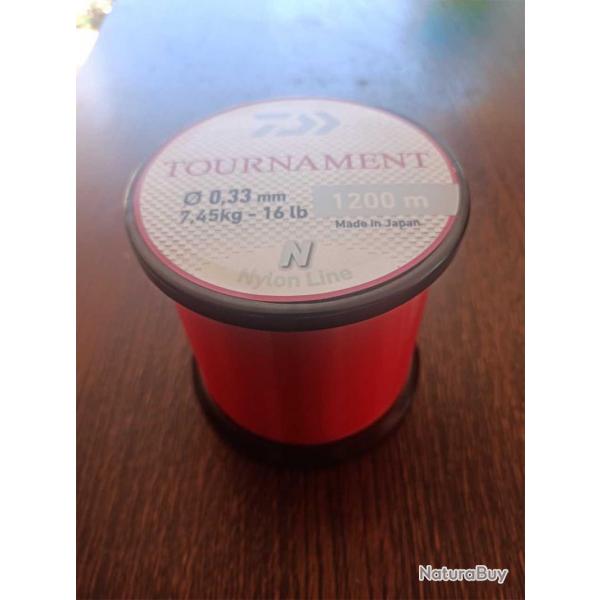 TOURNAMENT
Ø 0,33 mm 1200 m
7,45kg - 16 lb Made in Japan
N
Nylon Line
NaturaBuy